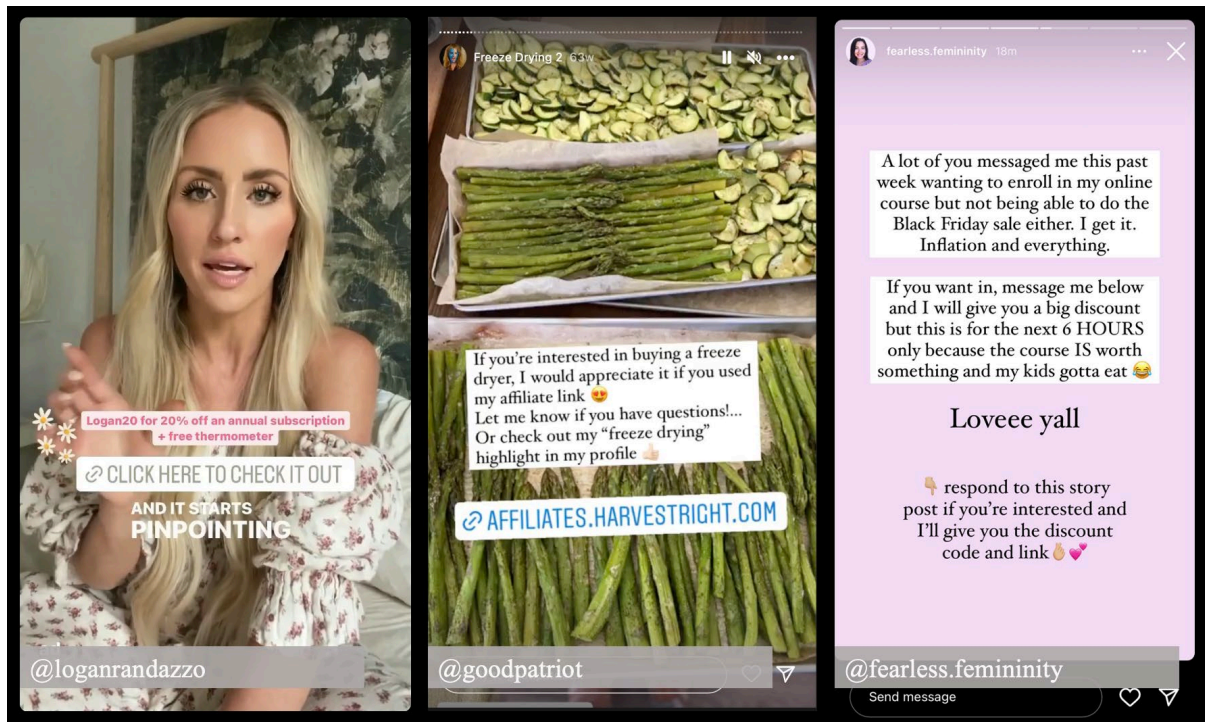 Logan20 for 20% off an annual subscription
+ free thermometer
CLICK HERE TO CHECK IT OUT
AND IT STARTS
PINPOINTING
@loganrandazzo
Freeze Drying 2 63w
If you're interested in buying a freeze
dryer, I would appreciate it if you used
my affiliate link 😍
Let me know if you have questions!...
Or check out my “freeze drying”
highlight in my profile 👍🏻
AFFILIATES.HARVESTRIGHT.COM
@goodpatriot
fearless.femininity 18m
A lot of you messaged me this past
week wanting to enroll in my online
course but not being able to do the
Black Friday sale either. I get it.
Inflation and everything.
If you want in, message me below
and I will give you a big discount
but this is for the next 6 HOURS
only because the course IS worth
something and my kids gotta eat 😂
Loveee yall
👇🏼 respond to this story
post if you're interested and
I'll give you the discount
code and link🫰🏼💕
@fearless.femininity
Send message